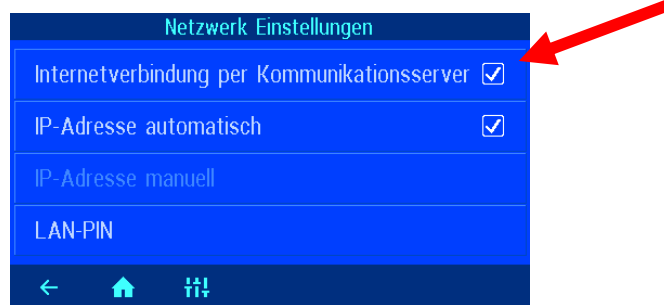 Netzwerk Einstellungen
Internetverbindung per Kommunikationsserver
IP-Adresse automatisch
IP-Adresse manuell
LAN-PIN